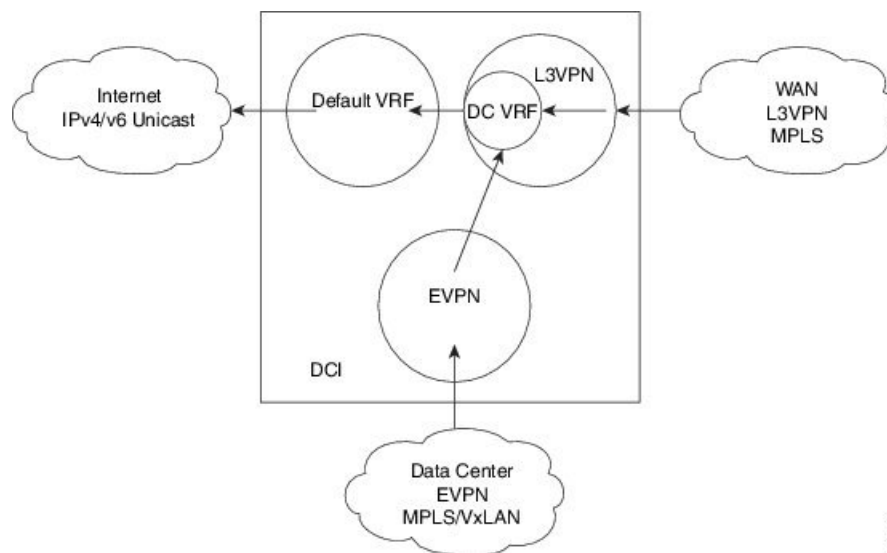 Internet
IPv4/v6 Unicast
Default VRF
L3VPN
DC VRF
WAN
L3VPN
MPLS
EVPN
DCI
Data Center
EVPN
MPLS/VxLAN